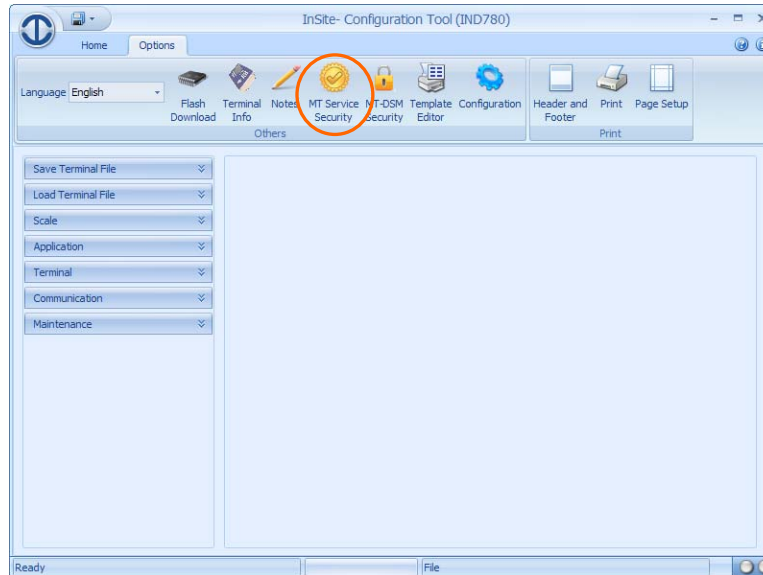 InSite- Configuration Tool (IND780)
Home Options
Language English
Flash Download
Terminal Info
Notes
MT Service Security
MT-DSM Security
Template Editor
Configuration
Others
Header and Footer
Print
Page Setup
Print
Save Terminal File
Load Terminal File
Scale
Application
Terminal
Communication
Maintenance
Ready
File